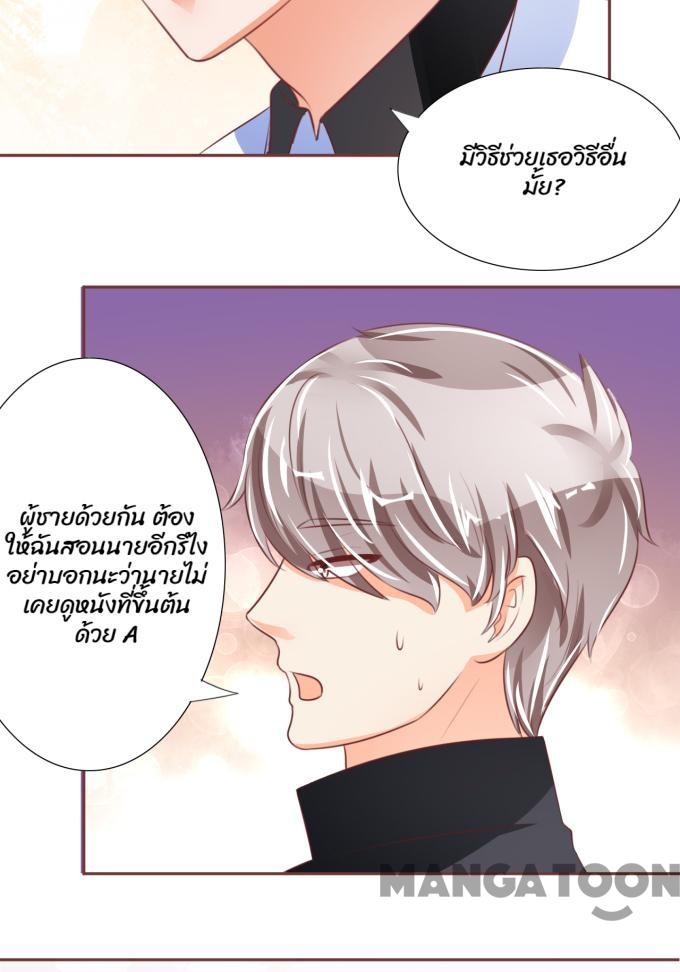 มีวิธีช่วยเธอวิธีอื่น
มั้ย?
ผู้ชายด้วยกัน ต้อง
ให้ฉันสอนนายอีกรึไง
อย่าบอกนะว่านายไม่
เคยดูหนังที่ขึ้นต้น
ด้วย A
MANGATOON